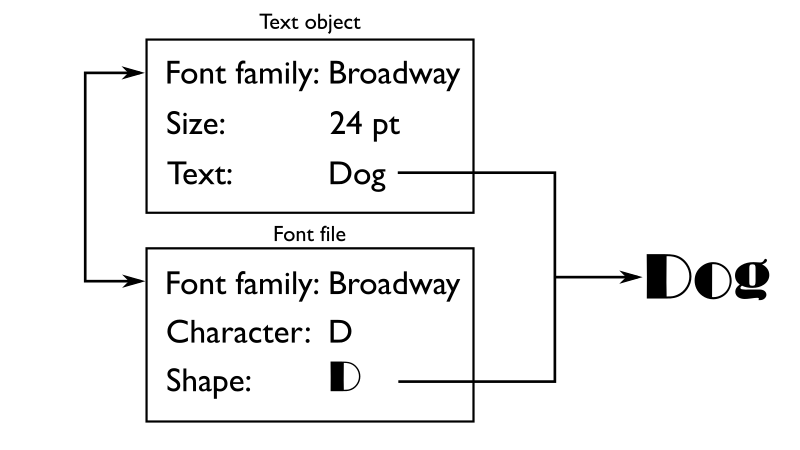 Text object
Font family: Broadway
Size: 24 pt
Text: Dog
Font file
Font family: Broadway
Character: D
Shape: D
Dog